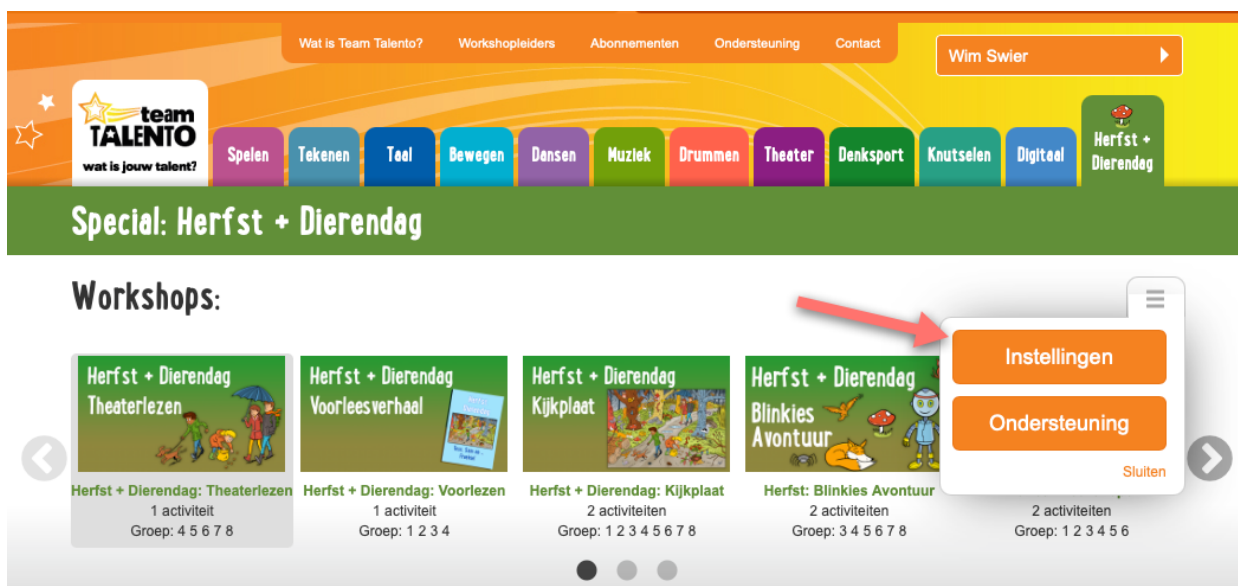 Wat is Team Talento? Workshopleiders Abonnementen Ondersteuning Contact
Wim Swier
team
TALENTO
wat is jouw talent?
Spelen Tekenen Taal Bewegen Dansen Muziek Drummen Theater Denksport Knutselen Digitaal
Herfst +
Dierendag
Special: Herfst + Dierendag
Workshops:
Instellingen
Ondersteuning
Sluiten
Herfst + Dierendag
Theaterlezen
Herfst + Dierendag
Voorleesverhaal
Herfst + Dierendag
Kijkplaat
Herfst + Dierendag
Blinkies
Avontuur
Herfst + Dierendag: Theaterlezen
1 activiteit
Groep: 4 5 6 7 8
Herfst + Dierendag: Voorlezen
1 activiteit
Groep: 1 2 3 4
Herfst + Dierendag: Kijkplaat
2 activiteiten
Groep: 1 2 3 4 5 6 7 8
Herfst: Blinkies Avontuur
2 activiteiten
Groep: 3 4 5 6 7 8
2 activiteiten
Groep: 1 2 3 4 5 6